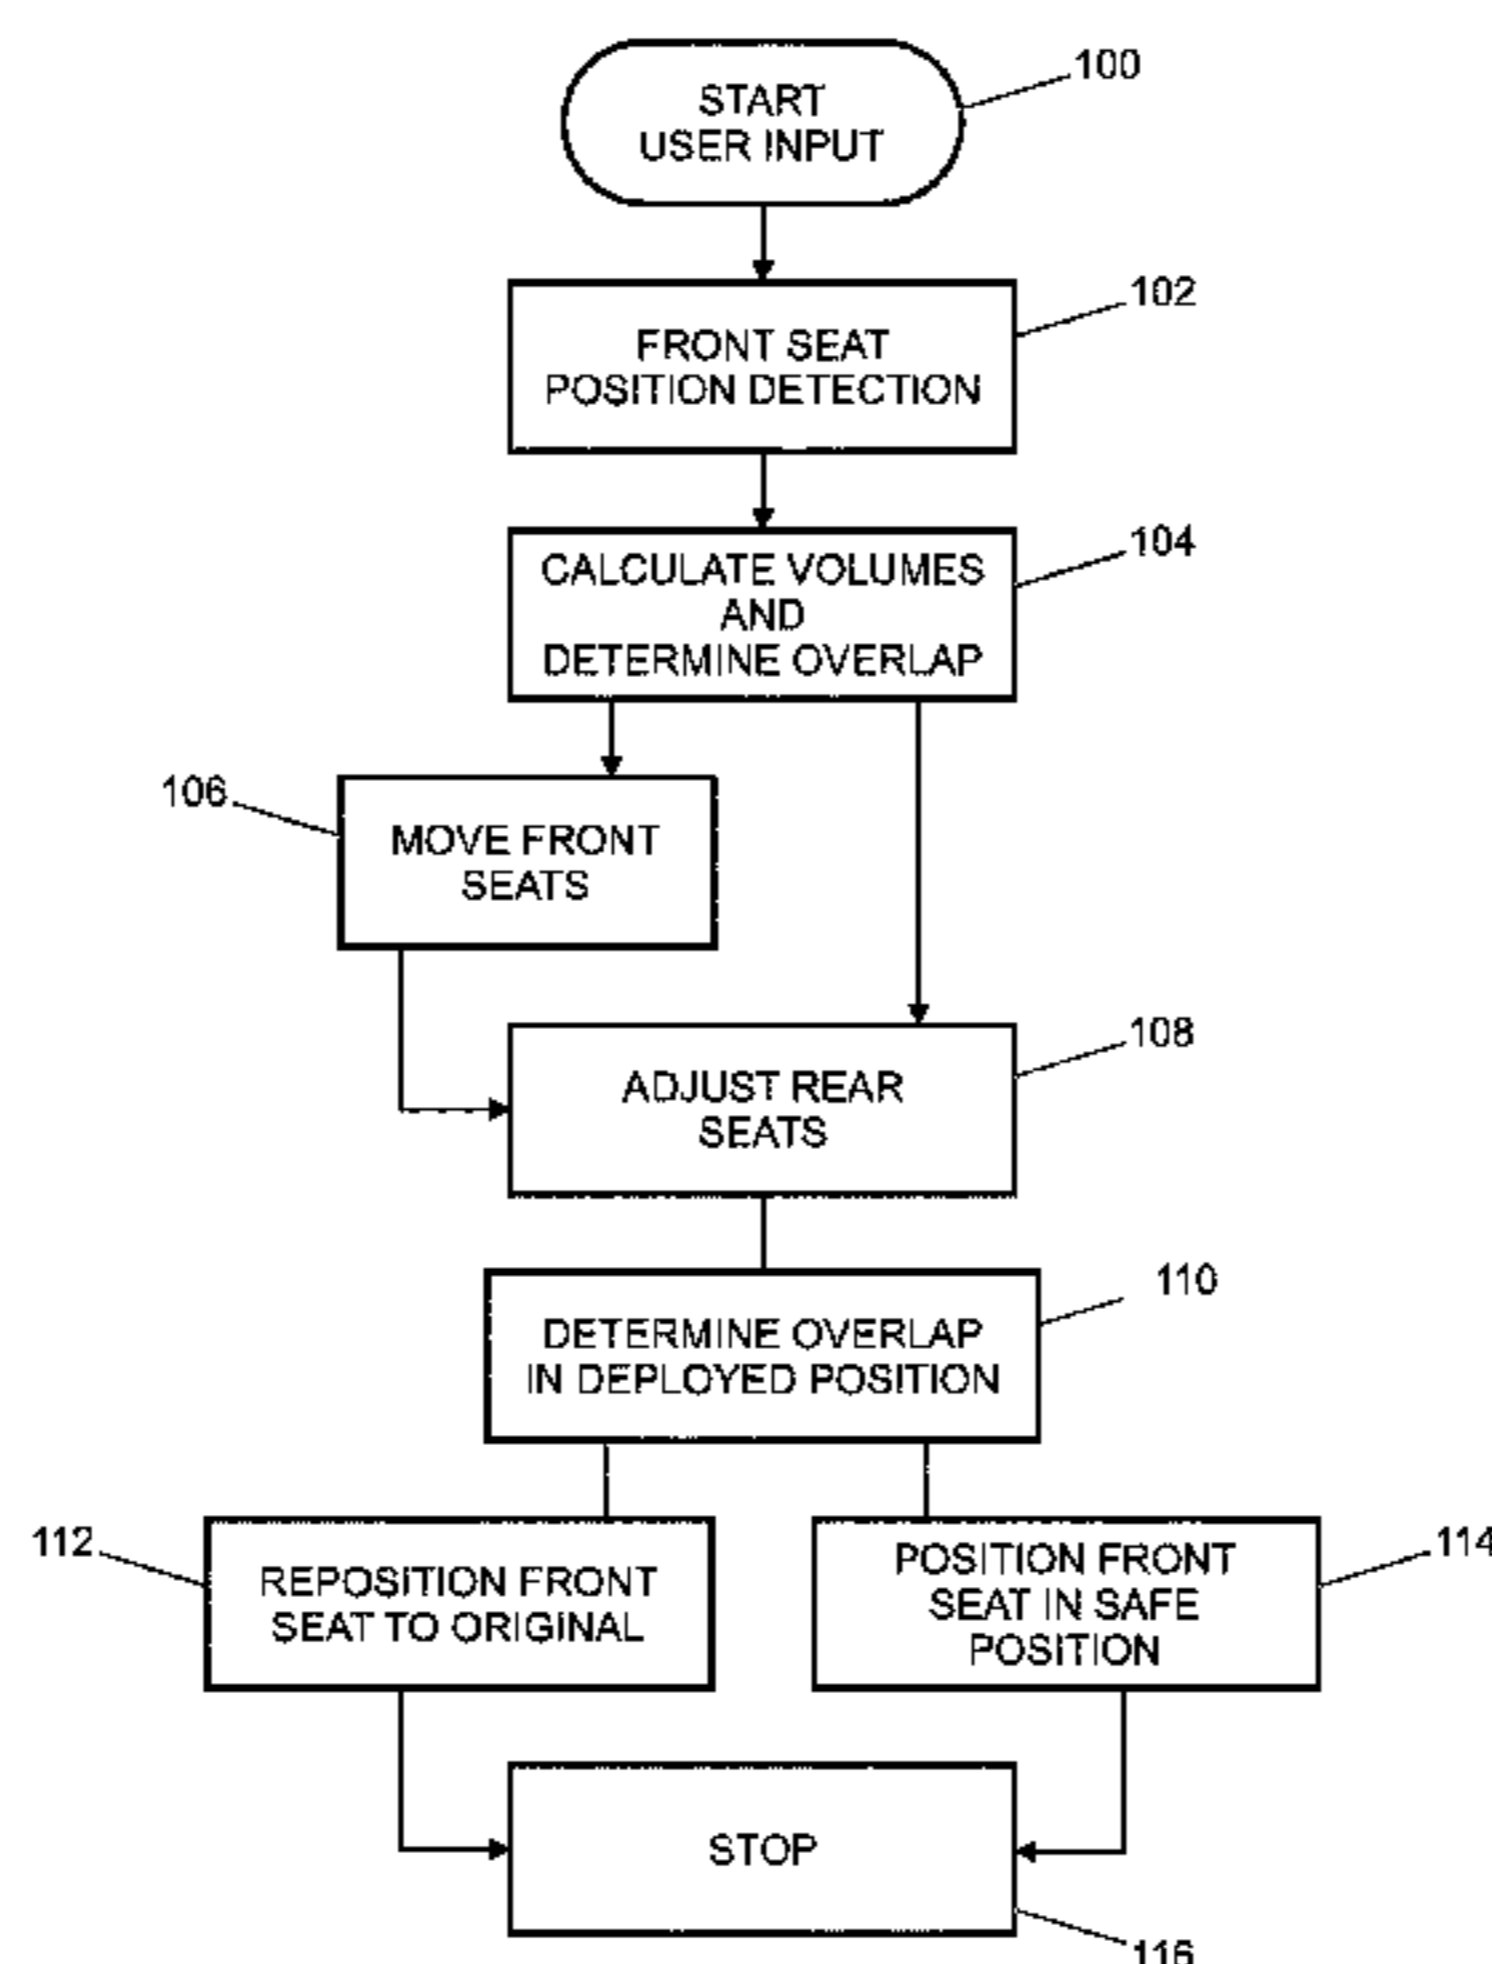 START
USER INPUT
100
FRONT SEAT
POSITION DETECTION
102
CALCULATE VOLUMES
AND
DETERMINE OVERLAP
104
106
MOVE FRONT
SEATS
108
ADJUST REAR
SEATS
110
DETERMINE OVERLAP
IN DEPLOYED POSITION
112
REPOSITION FRONT
SEAT TO ORIGINAL
POSITION FRONT
SEAT IN SAFE
POSITION
114
STOP
116